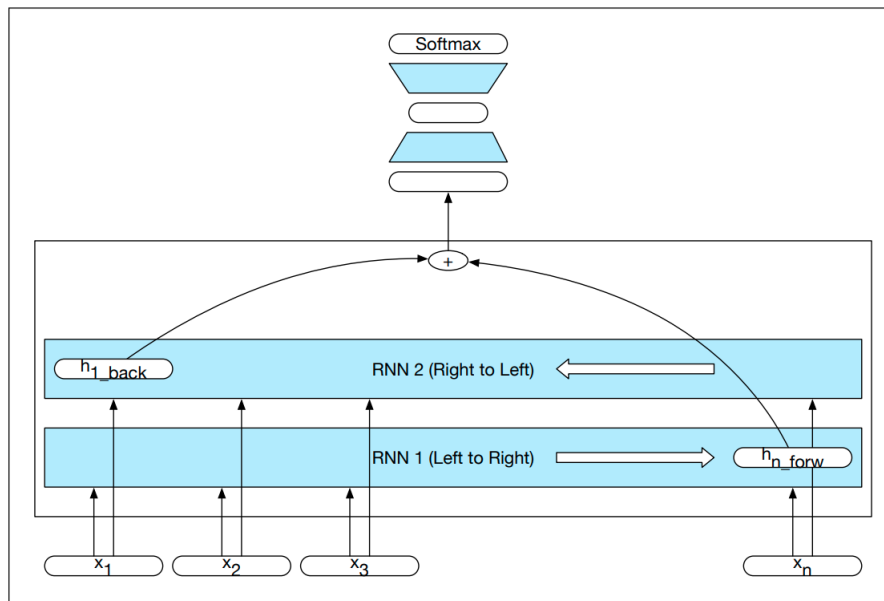 Softmax
+
h1_back
RNN 2 (Right to Left)
RNN 1 (Left to Right)
hn_forw
x1
x2
x3
xn